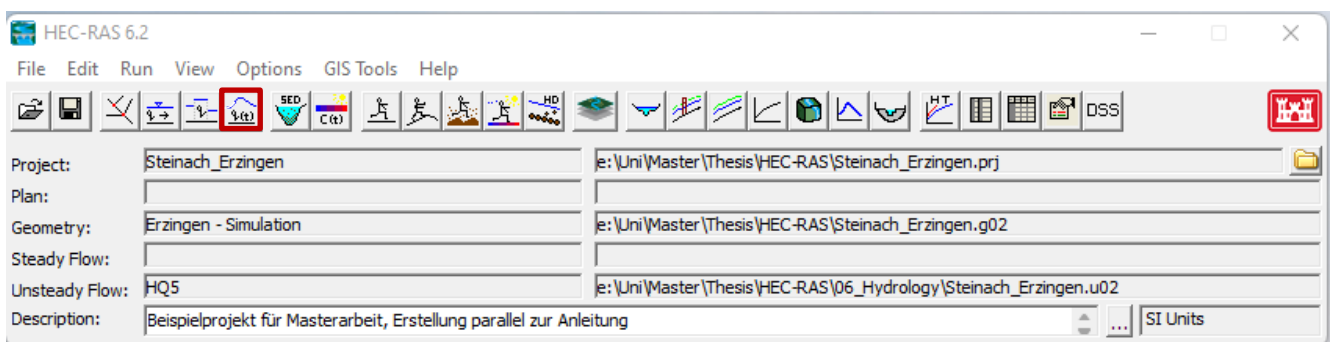 HEC-RAS 6.2
File Edit Run View Options GIS Tools Help
SED C(t) HD HT DSS
Project: Steinach_Erzingen e:\Uni\Master\Thesis\HEC-RAS\Steinach_Erzingen.prj
Plan:
Geometry: Erzingen - Simulation e:\Uni\Master\Thesis\HEC-RAS\Steinach_Erzingen.g02
Steady Flow:
Unsteady Flow: HQ5 e:\Uni\Master\Thesis\HEC-RAS\06_Hydrology\Steinach_Erzingen.u02
Description: Beispielprojekt für Masterarbeit, Erstellung parallel zur Anleitung ... SI Units